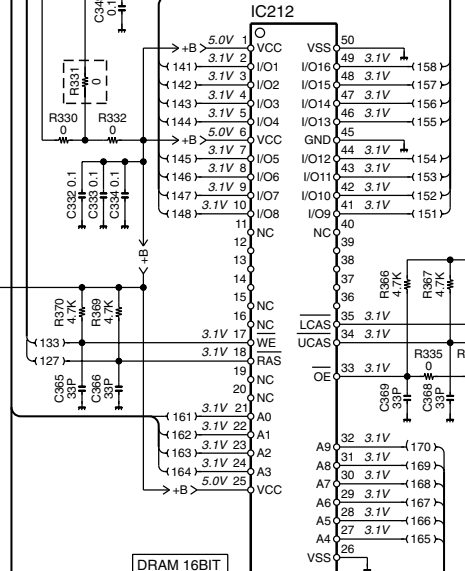 C34
0.1
IC212
+B 5.0V 1 VCC VSS 50
141 3.1V 2 I/O1 I/O16 49 3.1V 158
142 3.1V 3 I/O2 I/O15 48 3.1V 157
143 3.1V 4 I/O3 I/O14 47 3.1V 156
144 3.1V 5 I/O4 I/O13 46 3.1V 155
+B 5.0V 6 VCC GND 45
145 3.1V 7 I/O5 I/O12 44 3.1V 154
146 3.1V 8 I/O6 I/O11 43 3.1V 153
147 3.1V 9 I/O7 I/O10 42 3.1V 152
148 3.1V 10 I/O8 I/O9 41 3.1V 151
11 NC NC 40
12 39
13 38
14 37
15 NC 36
16 NC LCAS 35 3.1V
133 3.1V 17 WE UCAS 34 3.1V
127 3.1V 18 RAS
19 NC OE 33 3.1V
20 NC
161 3.1V 21 A0
162 3.1V 22 A1 A9 32 3.1V 170
163 3.1V 23 A2 A8 31 3.1V 169
164 3.1V 24 A3 A7 30 3.1V 168
+B 5.0V 25 VCC A6 29 3.1V 167
A5 28 3.1V 166
A4 27 3.1V 165
VSS 26
R331
0
R330
0
R332
0
C332 0.1
C333 0.1
C334 0.1
+B
R370
4.7K
R369
4.7K
C365
33P
C366
33P
R366
4.7K
R367
4.7K
R335
0
R
C369
33P
C368
33P
DRAM 16BIT